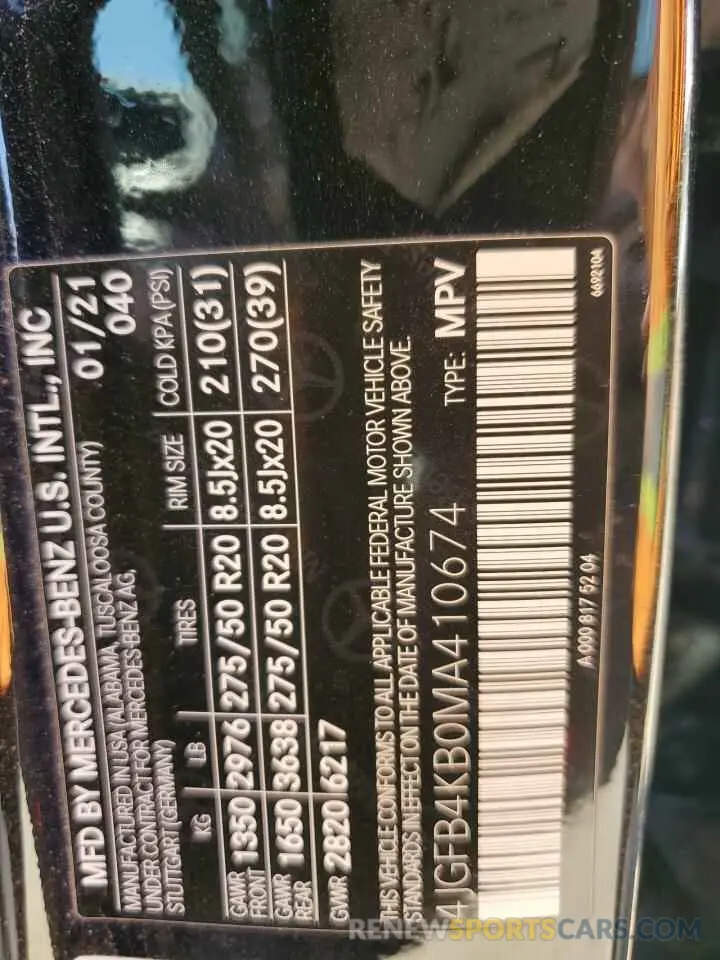 MFD BY MERCEDES-BENZ U.S. INTL., INC
MANUFACTURED IN USA (ALABAMA, TUSCALOOSA COUNTY) 01/21
UNDER CONTRACT FOR MERCEDES-BENZ AG, 040
STUTTGART (GERMANY)
KG LB TIRES RIM SIZE COLD KPA (PSI)
GAWR FRONT 1350 2976 275/50 R20 8.5Jx20 210(31)
GAWR REAR 1650 3638 275/50 R20 8.5Jx20 270(39)
GVWR 2820 6217
THIS VEHICLE CONFORMS TO ALL APPLICABLE FEDERAL MOTOR VEHICLE SAFETY
STANDARDS IN EFFECT ON THE DATE OF MANUFACTURE SHOWN ABOVE.
4JGFB4KB0MA410674 TYPE: MPV
A 000 817 52 04
6692104
RENEWSPORTSCARS.COM